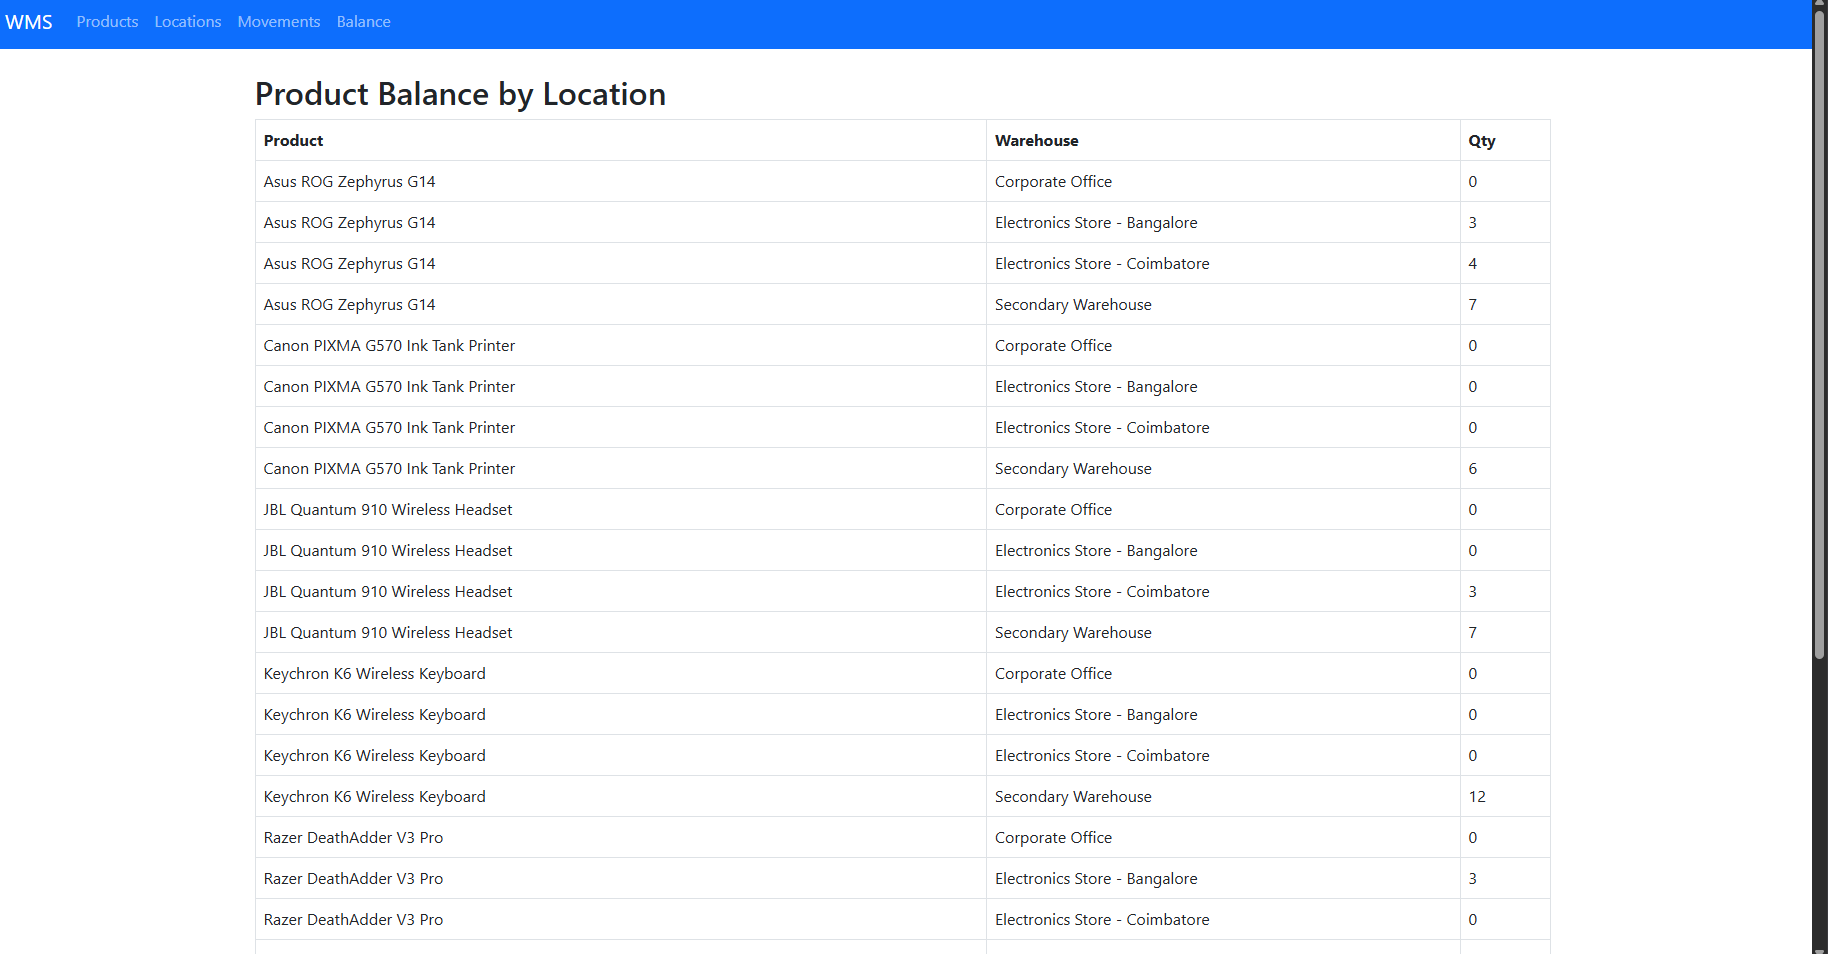 WMS Products Locations Movements Balance
Product Balance by Location
Product Warehouse Qty
Asus ROG Zephyrus G14 Corporate Office 0
Asus ROG Zephyrus G14 Electronics Store - Bangalore 3
Asus ROG Zephyrus G14 Electronics Store - Coimbatore 4
Asus ROG Zephyrus G14 Secondary Warehouse 7
Canon PIXMA G570 Ink Tank Printer Corporate Office 0
Canon PIXMA G570 Ink Tank Printer Electronics Store - Bangalore 0
Canon PIXMA G570 Ink Tank Printer Electronics Store - Coimbatore 0
Canon PIXMA G570 Ink Tank Printer Secondary Warehouse 6
JBL Quantum 910 Wireless Headset Corporate Office 0
JBL Quantum 910 Wireless Headset Electronics Store - Bangalore 0
JBL Quantum 910 Wireless Headset Electronics Store - Coimbatore 3
JBL Quantum 910 Wireless Headset Secondary Warehouse 7
Keychron K6 Wireless Keyboard Corporate Office 0
Keychron K6 Wireless Keyboard Electronics Store - Bangalore 0
Keychron K6 Wireless Keyboard Electronics Store - Coimbatore 0
Keychron K6 Wireless Keyboard Secondary Warehouse 12
Razer DeathAdder V3 Pro Corporate Office 0
Razer DeathAdder V3 Pro Electronics Store - Bangalore 3
Razer DeathAdder V3 Pro Electronics Store - Coimbatore 0